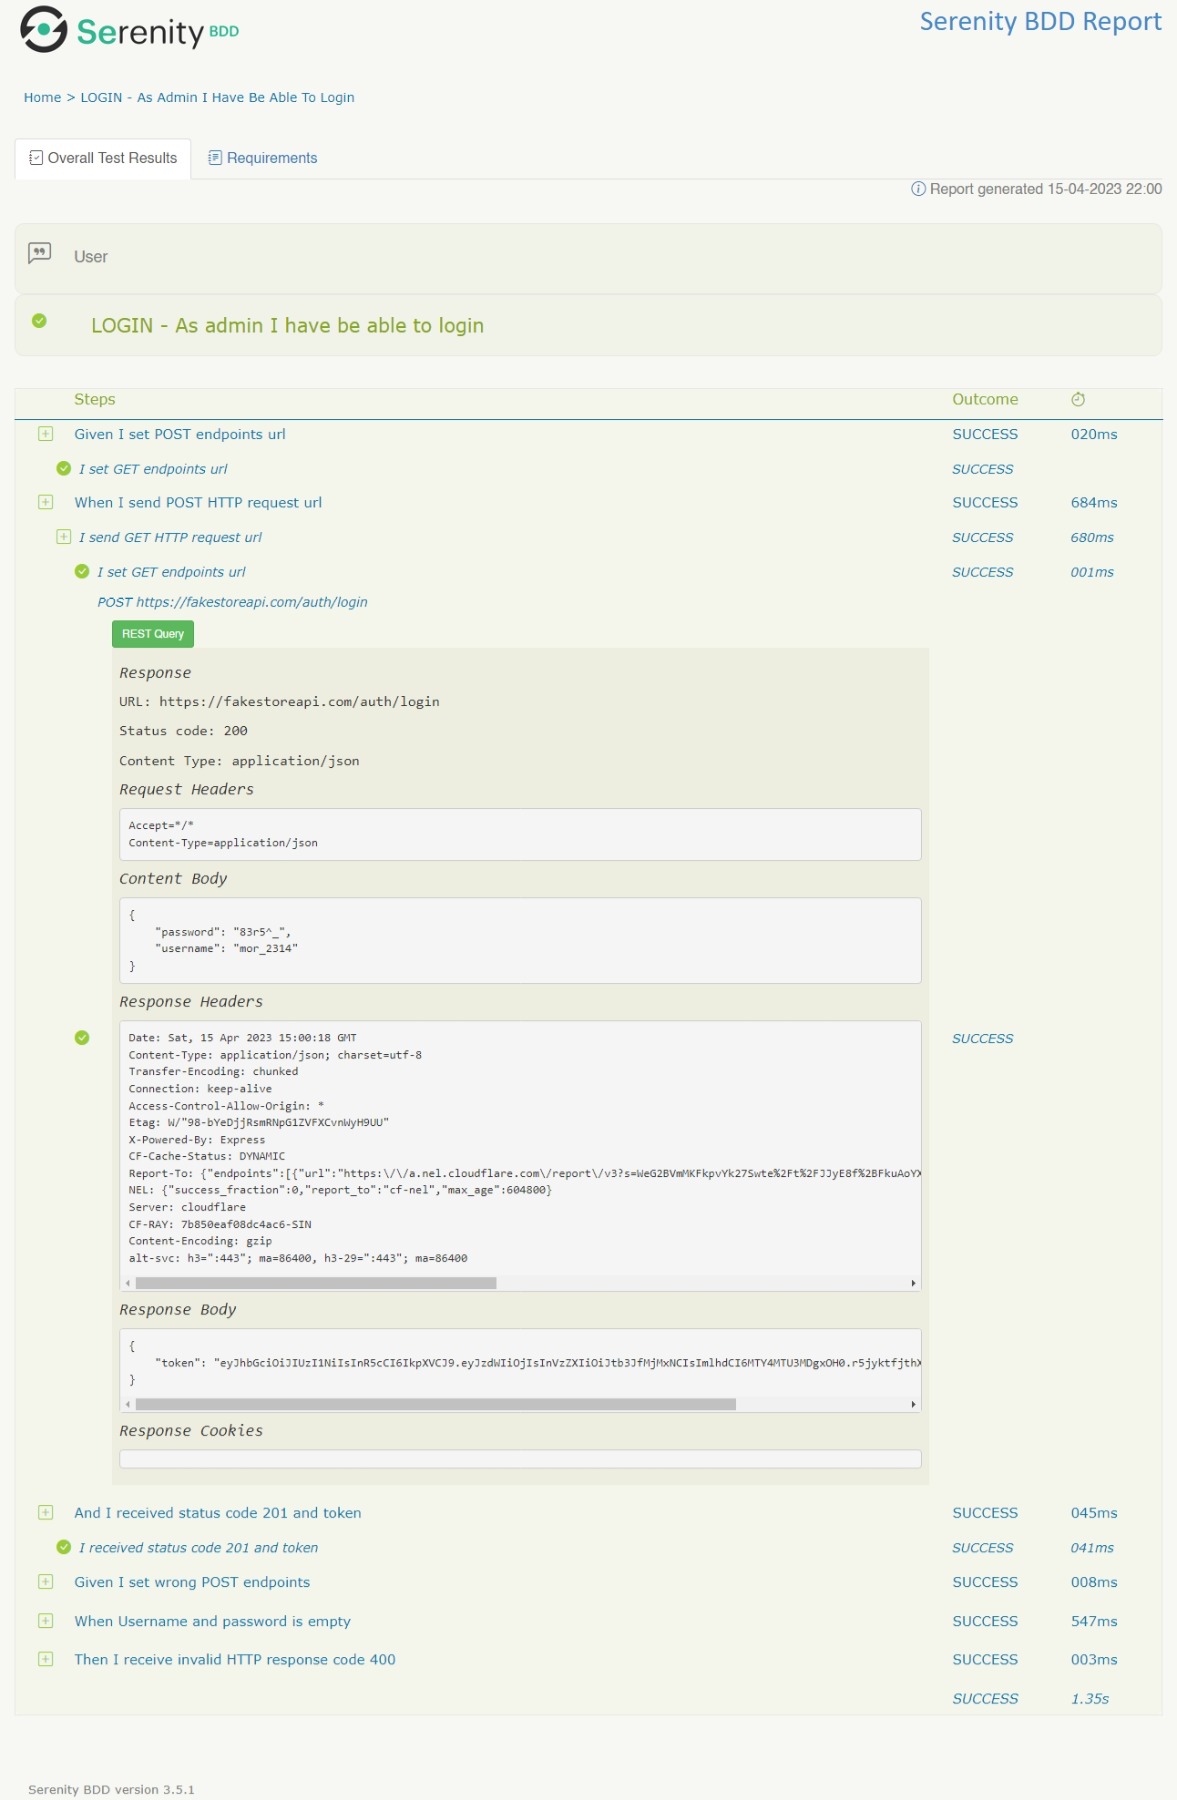 Serenity BDD
Serenity BDD Report
Home > LOGIN - As Admin I Have Be Able To Login
Overall Test Results
Requirements
Report generated 15-04-2023 22:00
User
LOGIN - As admin I have be able to login
Steps Outcome
Given I set POST endpoints url SUCCESS 020ms
I set GET endpoints url SUCCESS
When I send POST HTTP request url SUCCESS 684ms
I send GET HTTP request url SUCCESS 680ms
I set GET endpoints url SUCCESS 001ms
POST https://fakestoreapi.com/auth/login
REST Query
Response
URL: https://fakestoreapi.com/auth/login
Status code: 200
Content Type: application/json
Request Headers
Accept=*/*
Content-Type=application/json
Content Body
{
"password": "83r5^_",
"username": "mor_2314"
}
Response Headers
Date: Sat, 15 Apr 2023 15:00:18 GMT
SUCCESS
Content-Type: application/json; charset=utf-8
Transfer-Encoding: chunked
Connection: keep-alive
Access-Control-Allow-Origin: *
Etag: W/"98-bYeDjjRsmRNpG1ZVFXCvnWyH9UU"
X-Powered-By: Express
CF-Cache-Status: DYNAMIC
Report-To: {"endpoints":[{"url":"https:\/\/a.nel.cloudflare.com\/report\/v3?s=WeG2BVmMKFkpvYk27Swte%2Ft%2FJJyE8f%2BFkuAoYX
NEL: {"success_fraction":0,"report_to":"cf-nel","max_age":604800}
Server: cloudflare
CF-RAY: 7b850eaf08dc4ac6-SIN
Content-Encoding: gzip
alt-svc: h3=":443"; ma=86400, h3-29=":443"; ma=86400
Response Body
{
"token": "eyJhbGciOiJIUzI1NiIsInR5cCI6IkpXVCJ9.eyJzdWIiOjIsInVzZXIiOiJtb3JfMjMxNCIsImlhdCI6MTY4MTU3MDgxOH0.r5jyktfjthX
}
Response Cookies
And I received status code 201 and token SUCCESS 045ms
I received status code 201 and token SUCCESS 041ms
Given I set wrong POST endpoints SUCCESS 008ms
When Username and password is empty SUCCESS 547ms
Then I receive invalid HTTP response code 400 SUCCESS 003ms
SUCCESS 1.35s
Serenity BDD version 3.5.1